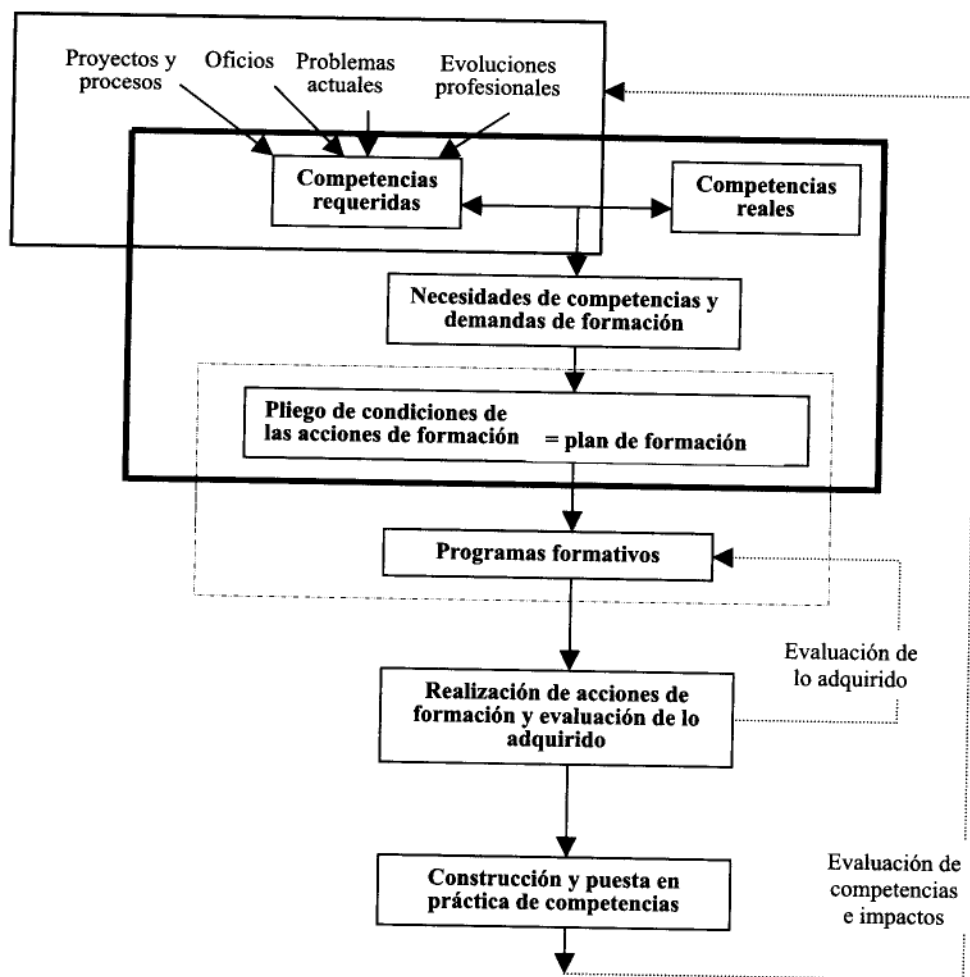 Proyectos y
procesos
Oficios
Problemas
actuales
Evoluciones
profesionales
Competencias
requeridas
Competencias
reales
Necesidades de competencias y
demandas de formación
Pliego de condiciones de
las acciones de formación = plan de formación
Programas formativos
Evaluación de
lo adquirido
Realización de acciones de
formación y evaluación de lo
adquirido
Construcción y puesta en
práctica de competencias
Evaluación de
competencias
e impactos